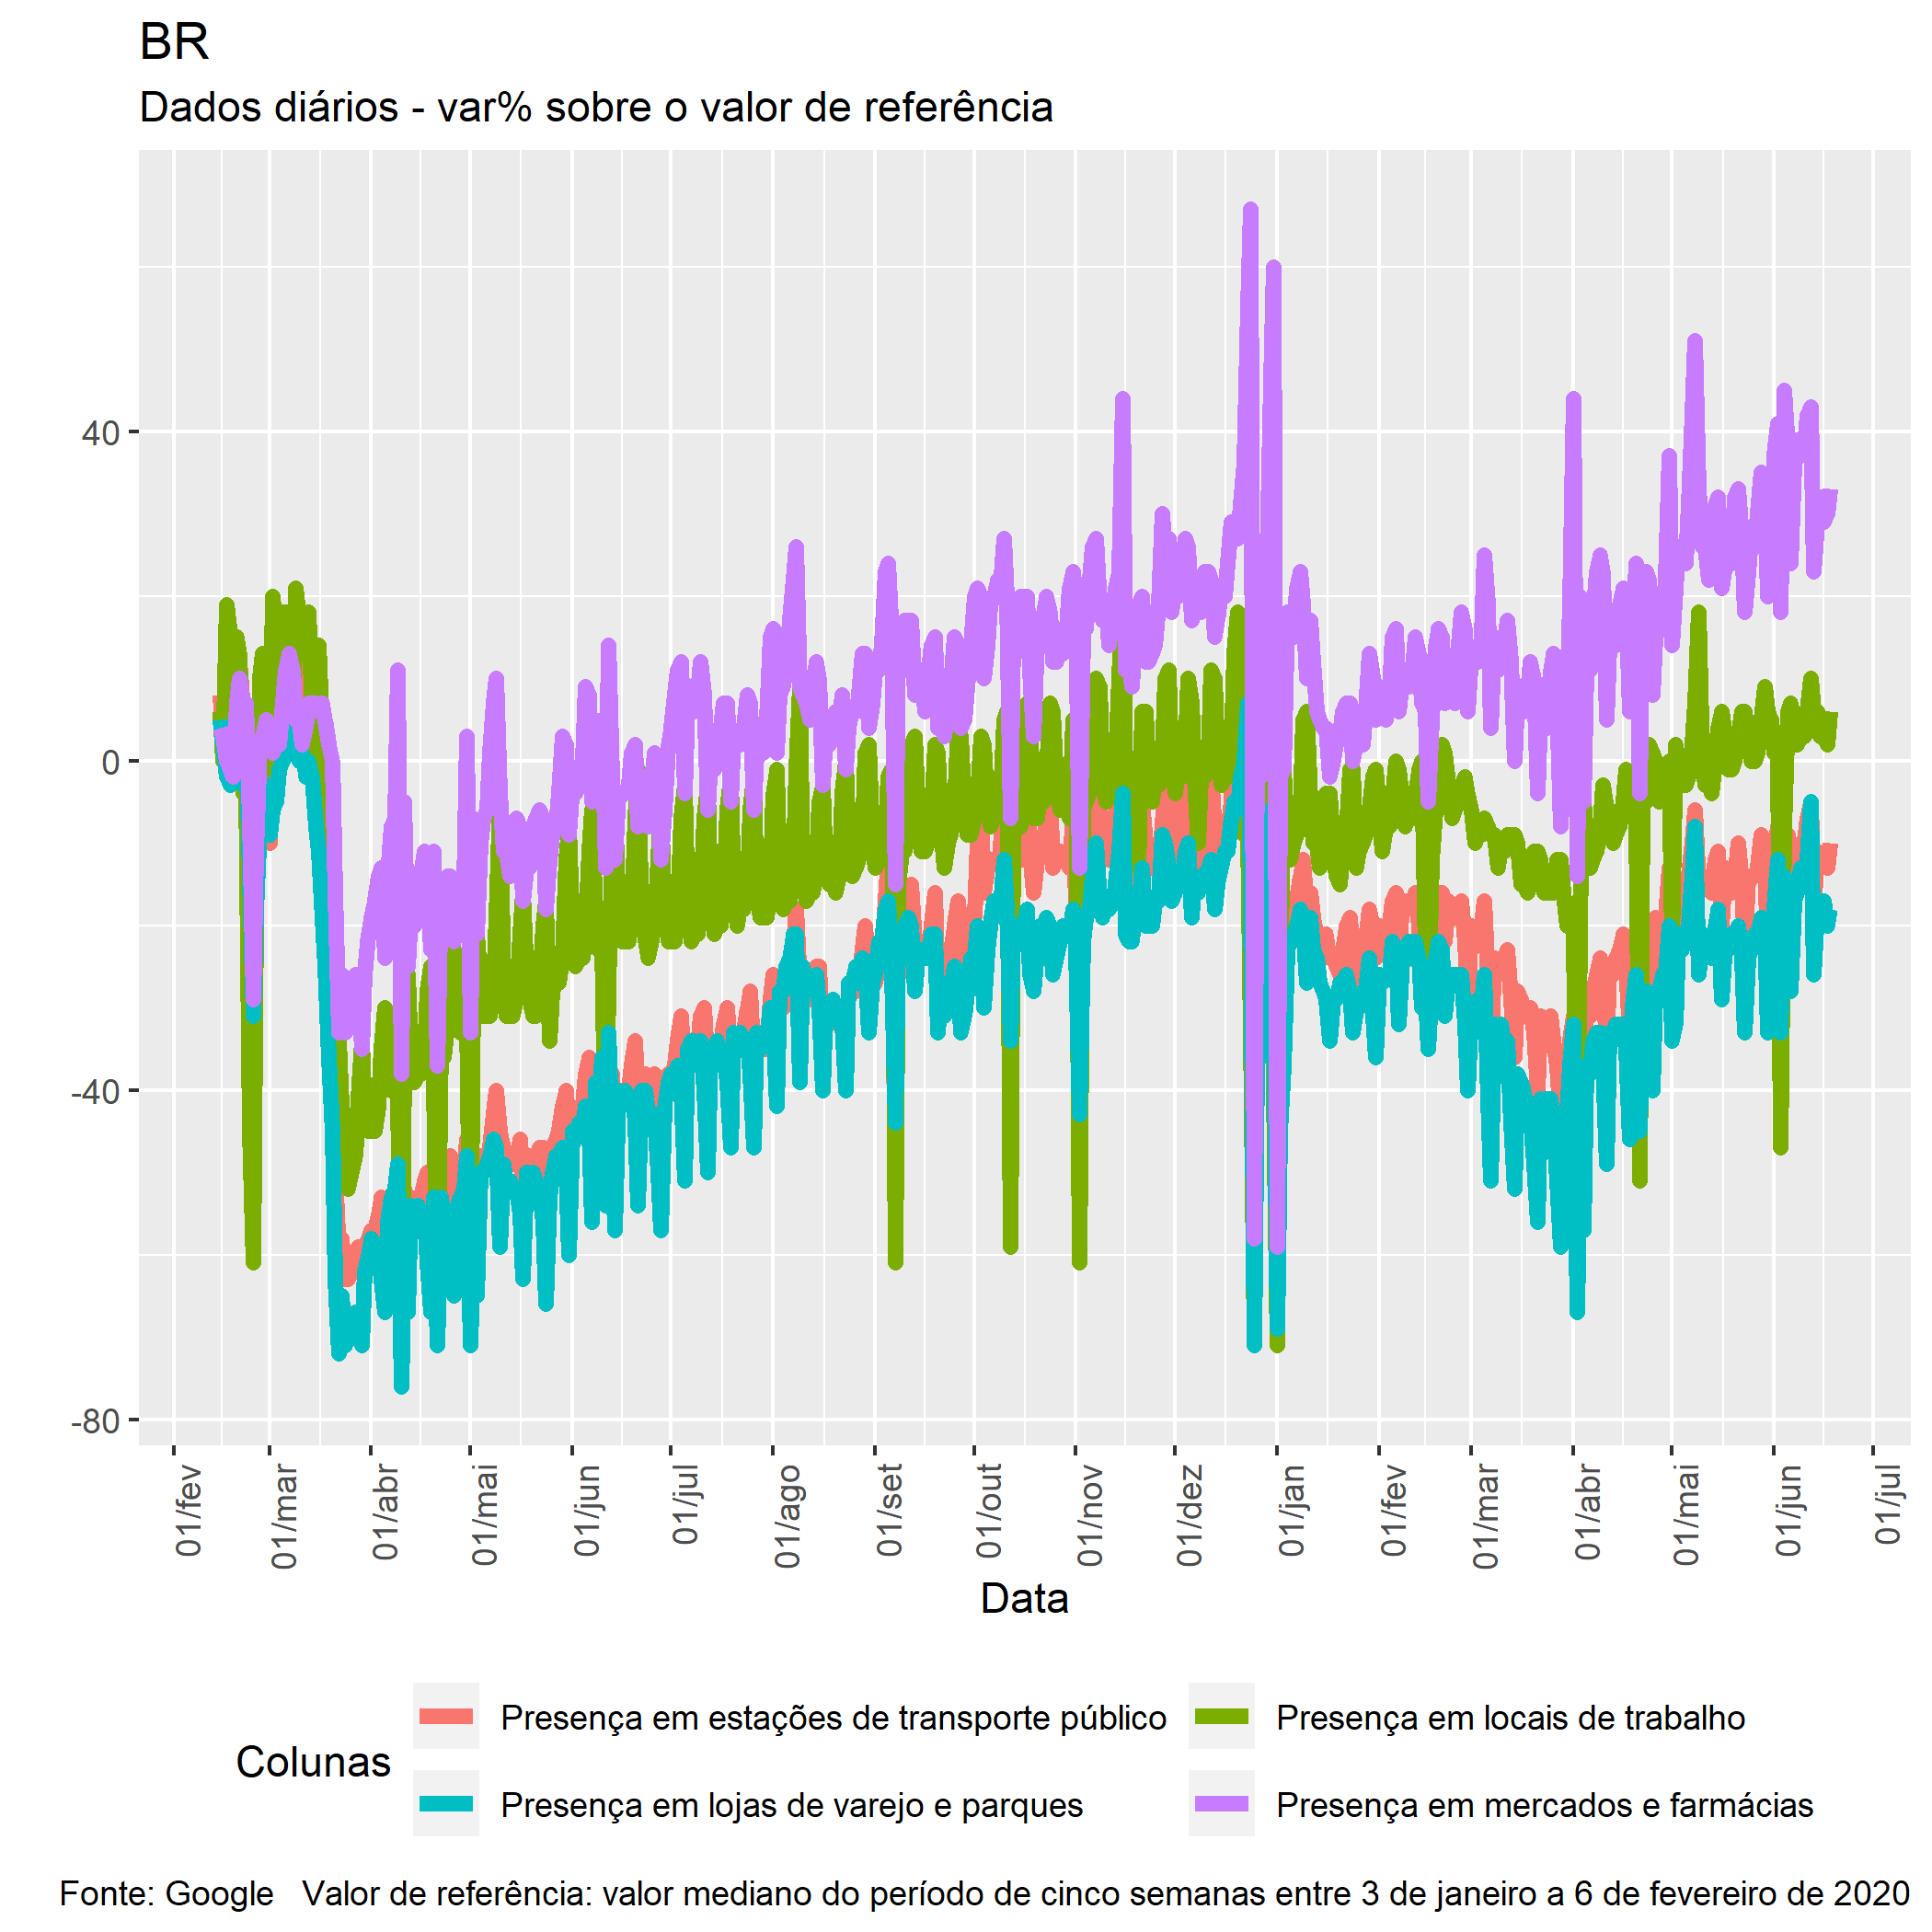 BR
Dados diários - var% sobre o valor de referência
40
0
-40
-80
01/fev
01/mar
01/abr
01/mai
01/jun
01/jul
01/ago
01/set
01/out
01/nov
01/dez
01/jan
01/fev
01/mar
01/abr
01/mai
01/jun
01/jul
Data
Colunas
Presença em estações de transporte público
Presença em locais de trabalho
Presença em lojas de varejo e parques
Presença em mercados e farmácias
Fonte: Google Valor de referência: valor mediano do período de cinco semanas entre 3 de janeiro a 6 de fevereiro de 2020